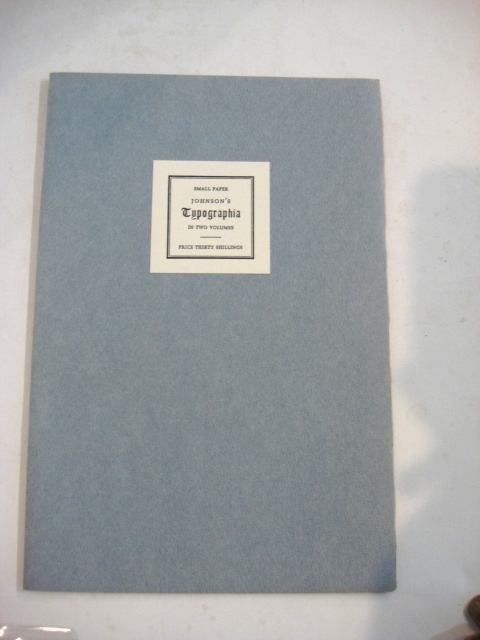 SMALL PAPER
JOHNSON'S
Typographia
IN TWO VOLUMES
PRICE THIRTY SHILLINGS